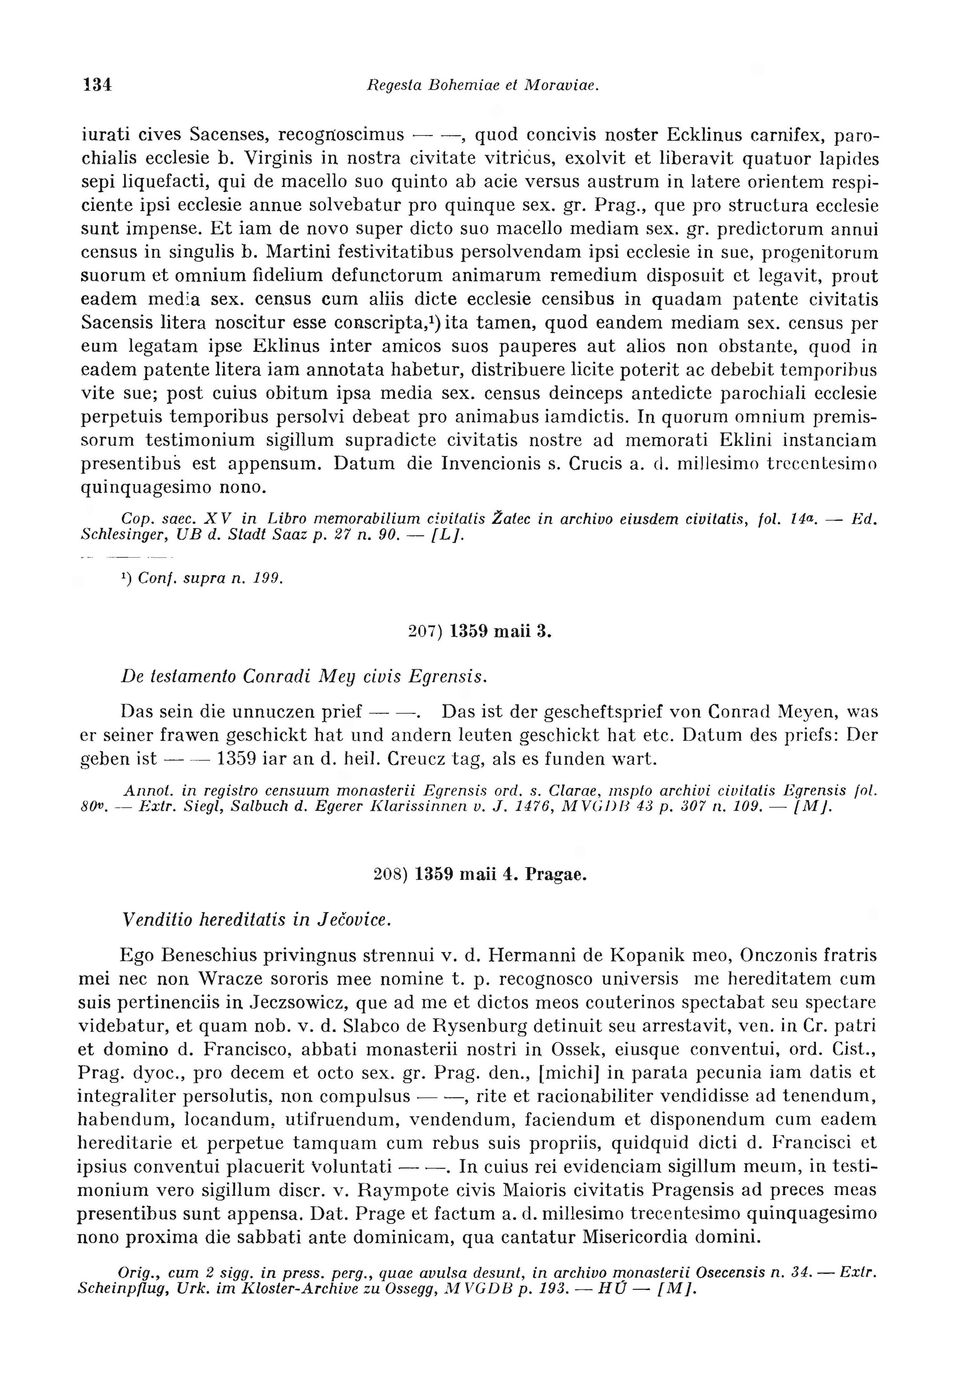 134 Regesta Bohemiae et Moraviae.
iurati cives Sacenses, recognoscimus — —, quod concivis noster Ecklinus carnifex, paro-
chialis ecclesie b. Virginis in nostra civitate vitricus, exolvit et liberavit quatuor lapides
sepi liquefacti, qui de macello suo quinto ab acie versus austrum in latere orientem respi-
ciente ipsi ecclesie annue solvebatur pro quinque sex. gr. Prag., que pro structura ecclesie
sunt impense. Et iam de novo super dicto suo macello mediam sex. gr. predictorum annui
census in singulis b. Martini festivitatibus persolvendam ipsi ecclesie in sue, progenitorum
suorum et omnium fidelium defunctorum animarum remedium disposuit et legavit, prout
eadem media sex. census cum aliis dicte ecclesie censibus in quadam patente civitatis
Sacensis litera noscitur esse conscripta,¹) ita tamen, quod eandem mediam sex. census per
eum legatam ipse Eklinus inter amicos suos pauperes aut alios non obstante, quod in
eadem patente litera iam annotata habetur, distribuere licite poterit ac debebit temporibus
vite sue; post cuius obitum ipsa media sex. census deinceps antedicte parochiali ecclesie
perpetuis temporibus persolvi debeat pro animabus iamdictis. In quorum omnium premis-
sorum testimonium sigillum supradicte civitatis nostre ad memorati Eklini instanciam
presentibus est appensum. Datum die Invencionis s. Crucis a. d. millesimo trecentesimo
quinquagesimo nono.
Cop. saec. XV in Libro memorabilium civitatis Žatec in archivo eiusdem civitatis, fol. 14ª. — Ed.
Schlesinger, UB d. Stadt Saaz p. 27 n. 90. — [L].
¹) Conf. supra n. 199.
207) 1359 maii 3.
De testamento Conradi Mey civis Egrensis.
Das sein die unnuczen prief — —. Das ist der gescheftsprief von Conrad Meyen, was
er seiner frawen geschickt hat und andern leuten geschickt hat etc. Datum des priefs: Der
geben ist — — 1359 iar an d. heil. Creucz tag, als es funden wart.
Annot. in registro censuum monasterii Egrensis ord. s. Clarae, mspto archivi civitatis Egrensis fol.
80ᵛ. — Extr. Siegl, Salbuch d. Egerer Klarissinnen v. J. 1476, MVGDB 43 p. 307 n. 109. — [M].
208) 1359 maii 4. Pragae.
Venditio hereditatis in Ječovice.
Ego Beneschius privingnus strennui v. d. Hermanni de Kopanik meo, Onczonis fratris
mei nec non Wracze sororis mee nomine t. p. recognosco universis me hereditatem cum
suis pertinenciis in Jeczsowicz, que ad me et dictos meos couterinos spectabat seu spectare
videbatur, et quam nob. v. d. Slabco de Rysenburg detinuit seu arrestavit, ven. in Cr. patri
et domino d. Francisco, abbati monasterii nostri in Ossek, eiusque conventui, ord. Cist.,
Prag. dyoc., pro decem et octo sex. gr. Prag. den., [michi] in parata pecunia iam datis et
integraliter persolutis, non compulsus — —, rite et racionabiliter vendidisse ad tenendum,
habendum, locandum, utifruendum, vendendum, faciendum et disponendum cum eadem
hereditarie et perpetue tamquam cum rebus suis propriis, quidquid dicti d. Francisci et
ipsius conventui placuerit voluntati — —. In cuius rei evidenciam sigillum meum, in testi-
monium vero sigillum discr. v. Raympote civis Maioris civitatis Pragensis ad preces meas
presentibus sunt appensa. Dat. Prage et factum a. d. millesimo trecentesimo quinquagesimo
nono proxima die sabbati ante dominicam, qua cantatur Misericordia domini.
Orig., cum 2 sigg. in press. perg., quae avulsa desunt, in archivo monasterii Osecensis n. 34. — Extr.
Scheinpflug, Urk. im Kloster-Archive zu Ossegg, MVGDB p. 193. — HÚ — [M].